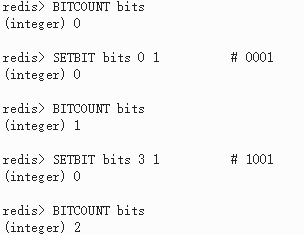 redis> BITCOUNT bits
(integer) 0
redis> SETBIT bits 0 1          # 0001
(integer) 0
redis> BITCOUNT bits
(integer) 1
redis> SETBIT bits 3 1          # 1001
(integer) 0
redis> BITCOUNT bits
(integer) 2